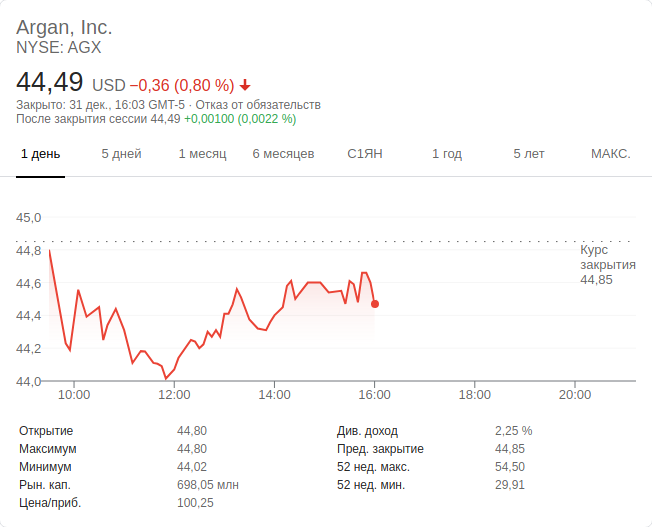 Argan, Inc.
NYSE: AGX
44,49 USD −0,36 (0,80 %) ↓
Закрыто: 31 дек., 16:03 GMT-5 · Отказ от обязательств
После закрытия сессии 44,49 +0,00100 (0,0022 %)
1 день 5 дней 1 месяц 6 месяцев С1ЯН 1 год 5 лет МАКС.
45,0
44,8
44,6
44,4
44,2
44,0
Курс
закрытия
44,85
10:00 12:00 14:00 16:00 18:00 20:00
Открытие 44,80 Див. доход 2,25 %
Максимум 44,80 Пред. закрытие 44,85
Минимум 44,02 52 нед. макс. 54,50
Рын. кап. 698,05 млн 52 нед. мин. 29,91
Цена/приб. 100,25